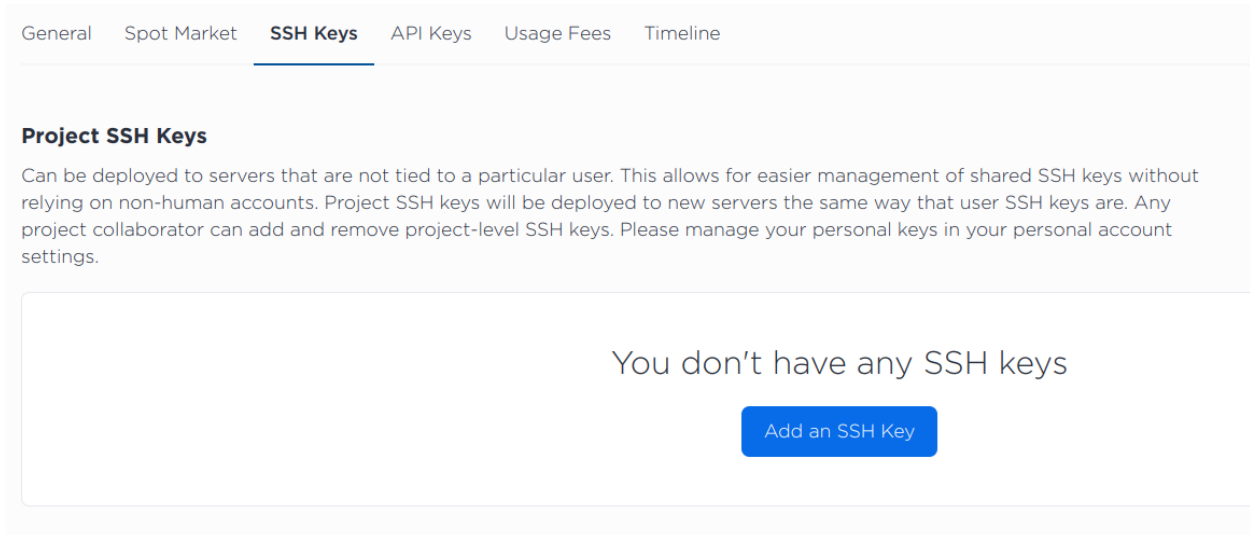 General Spot Market SSH Keys API Keys Usage Fees Timeline
Project SSH Keys
Can be deployed to servers that are not tied to a particular user. This allows for easier management of shared SSH keys without
relying on non-human accounts. Project SSH keys will be deployed to new servers the same way that user SSH keys are. Any
project collaborator can add and remove project-level SSH keys. Please manage your personal keys in your personal account
settings.
You don't have any SSH keys
Add an SSH Key